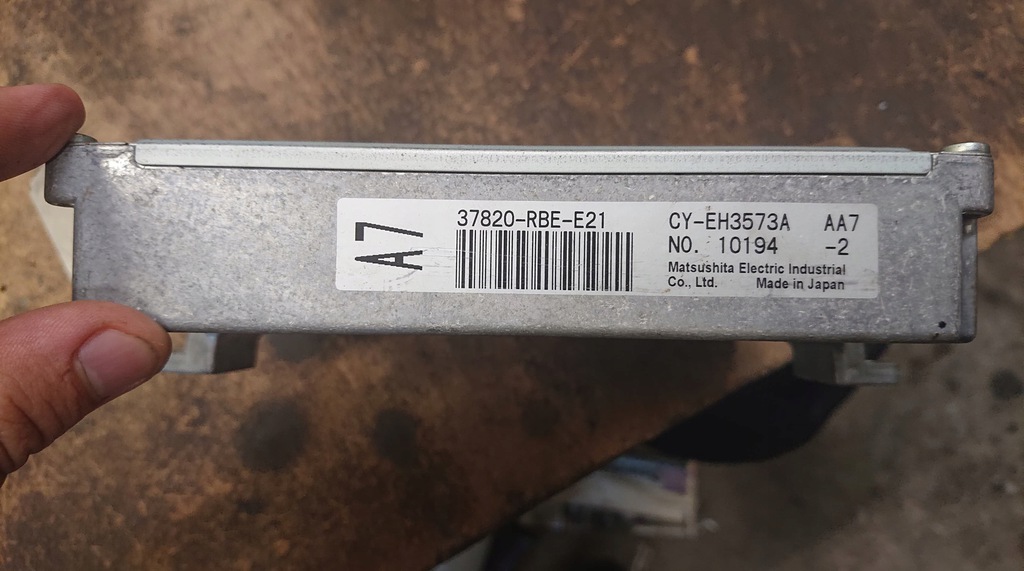 A7
37820-RBE-E21
CY-EH3573A AA7
NO. 10194 -2
Matsushita Electric Industrial
Co., Ltd. Made in Japan